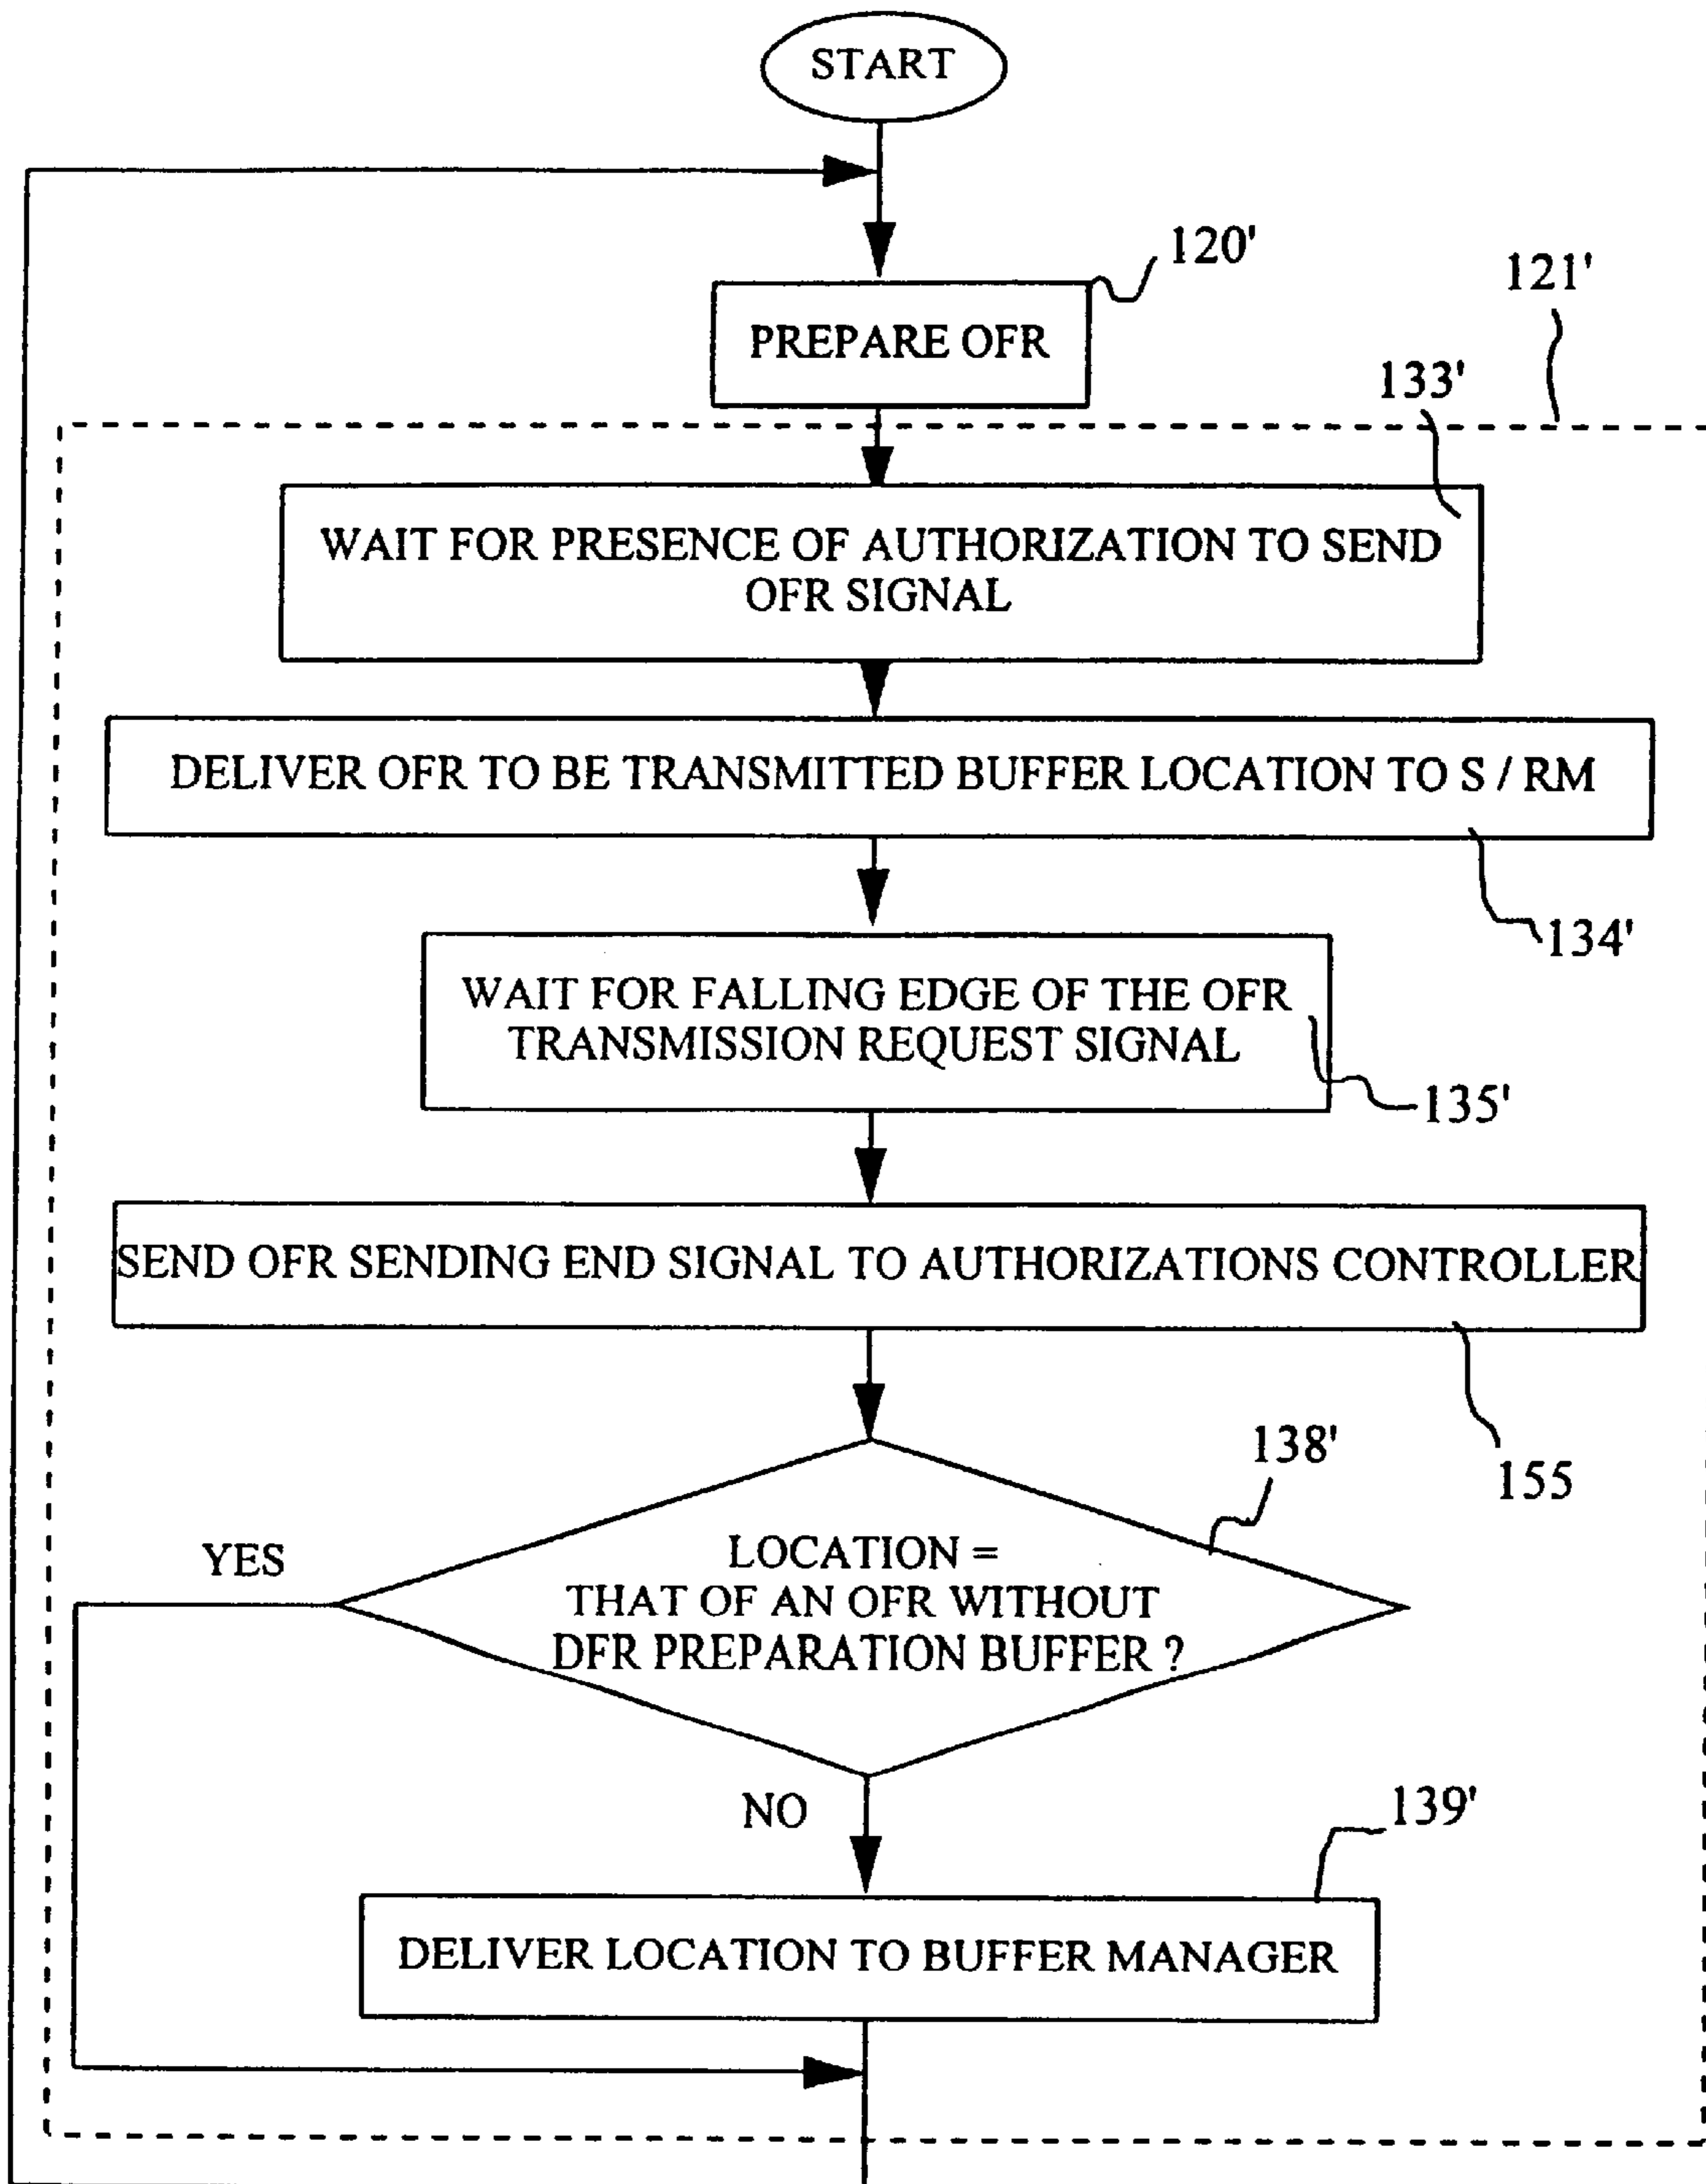 START
120'
121'
PREPARE OFR
133'
WAIT FOR PRESENCE OF AUTHORIZATION TO SEND
OFR SIGNAL
DELIVER OFR TO BE TRANSMITTED BUFFER LOCATION TO S / RM
134'
WAIT FOR FALLING EDGE OF THE OFR
TRANSMISSION REQUEST SIGNAL
135'
SEND OFR SENDING END SIGNAL TO AUTHORIZATIONS CONTROLLER
155
138'
YES
LOCATION =
THAT OF AN OFR WITHOUT
DFR PREPARATION BUFFER ?
NO
139'
DELIVER LOCATION TO BUFFER MANAGER